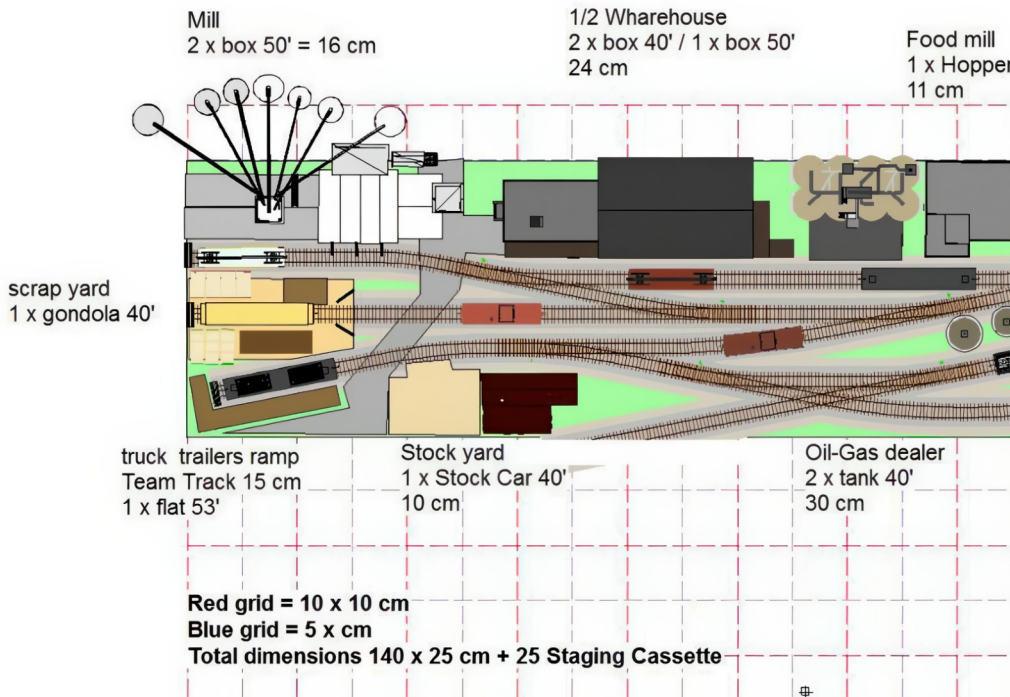 Mill
2 x box 50' = 16 cm
1/2 Wharehouse
2 x box 40' / 1 x box 50'
24 cm
Food mill
1 x Hopper
11 cm
scrap yard
1 x gondola 40'
truck trailers ramp
Team Track 15 cm
1 x flat 53'
Stock yard
1 x Stock Car 40'
10 cm
Oil-Gas dealer
2 x tank 40'
30 cm
Red grid = 10 x 10 cm
Blue grid = 5 x cm
Total dimensions 140 x 25 cm + 25 Staging Cassette